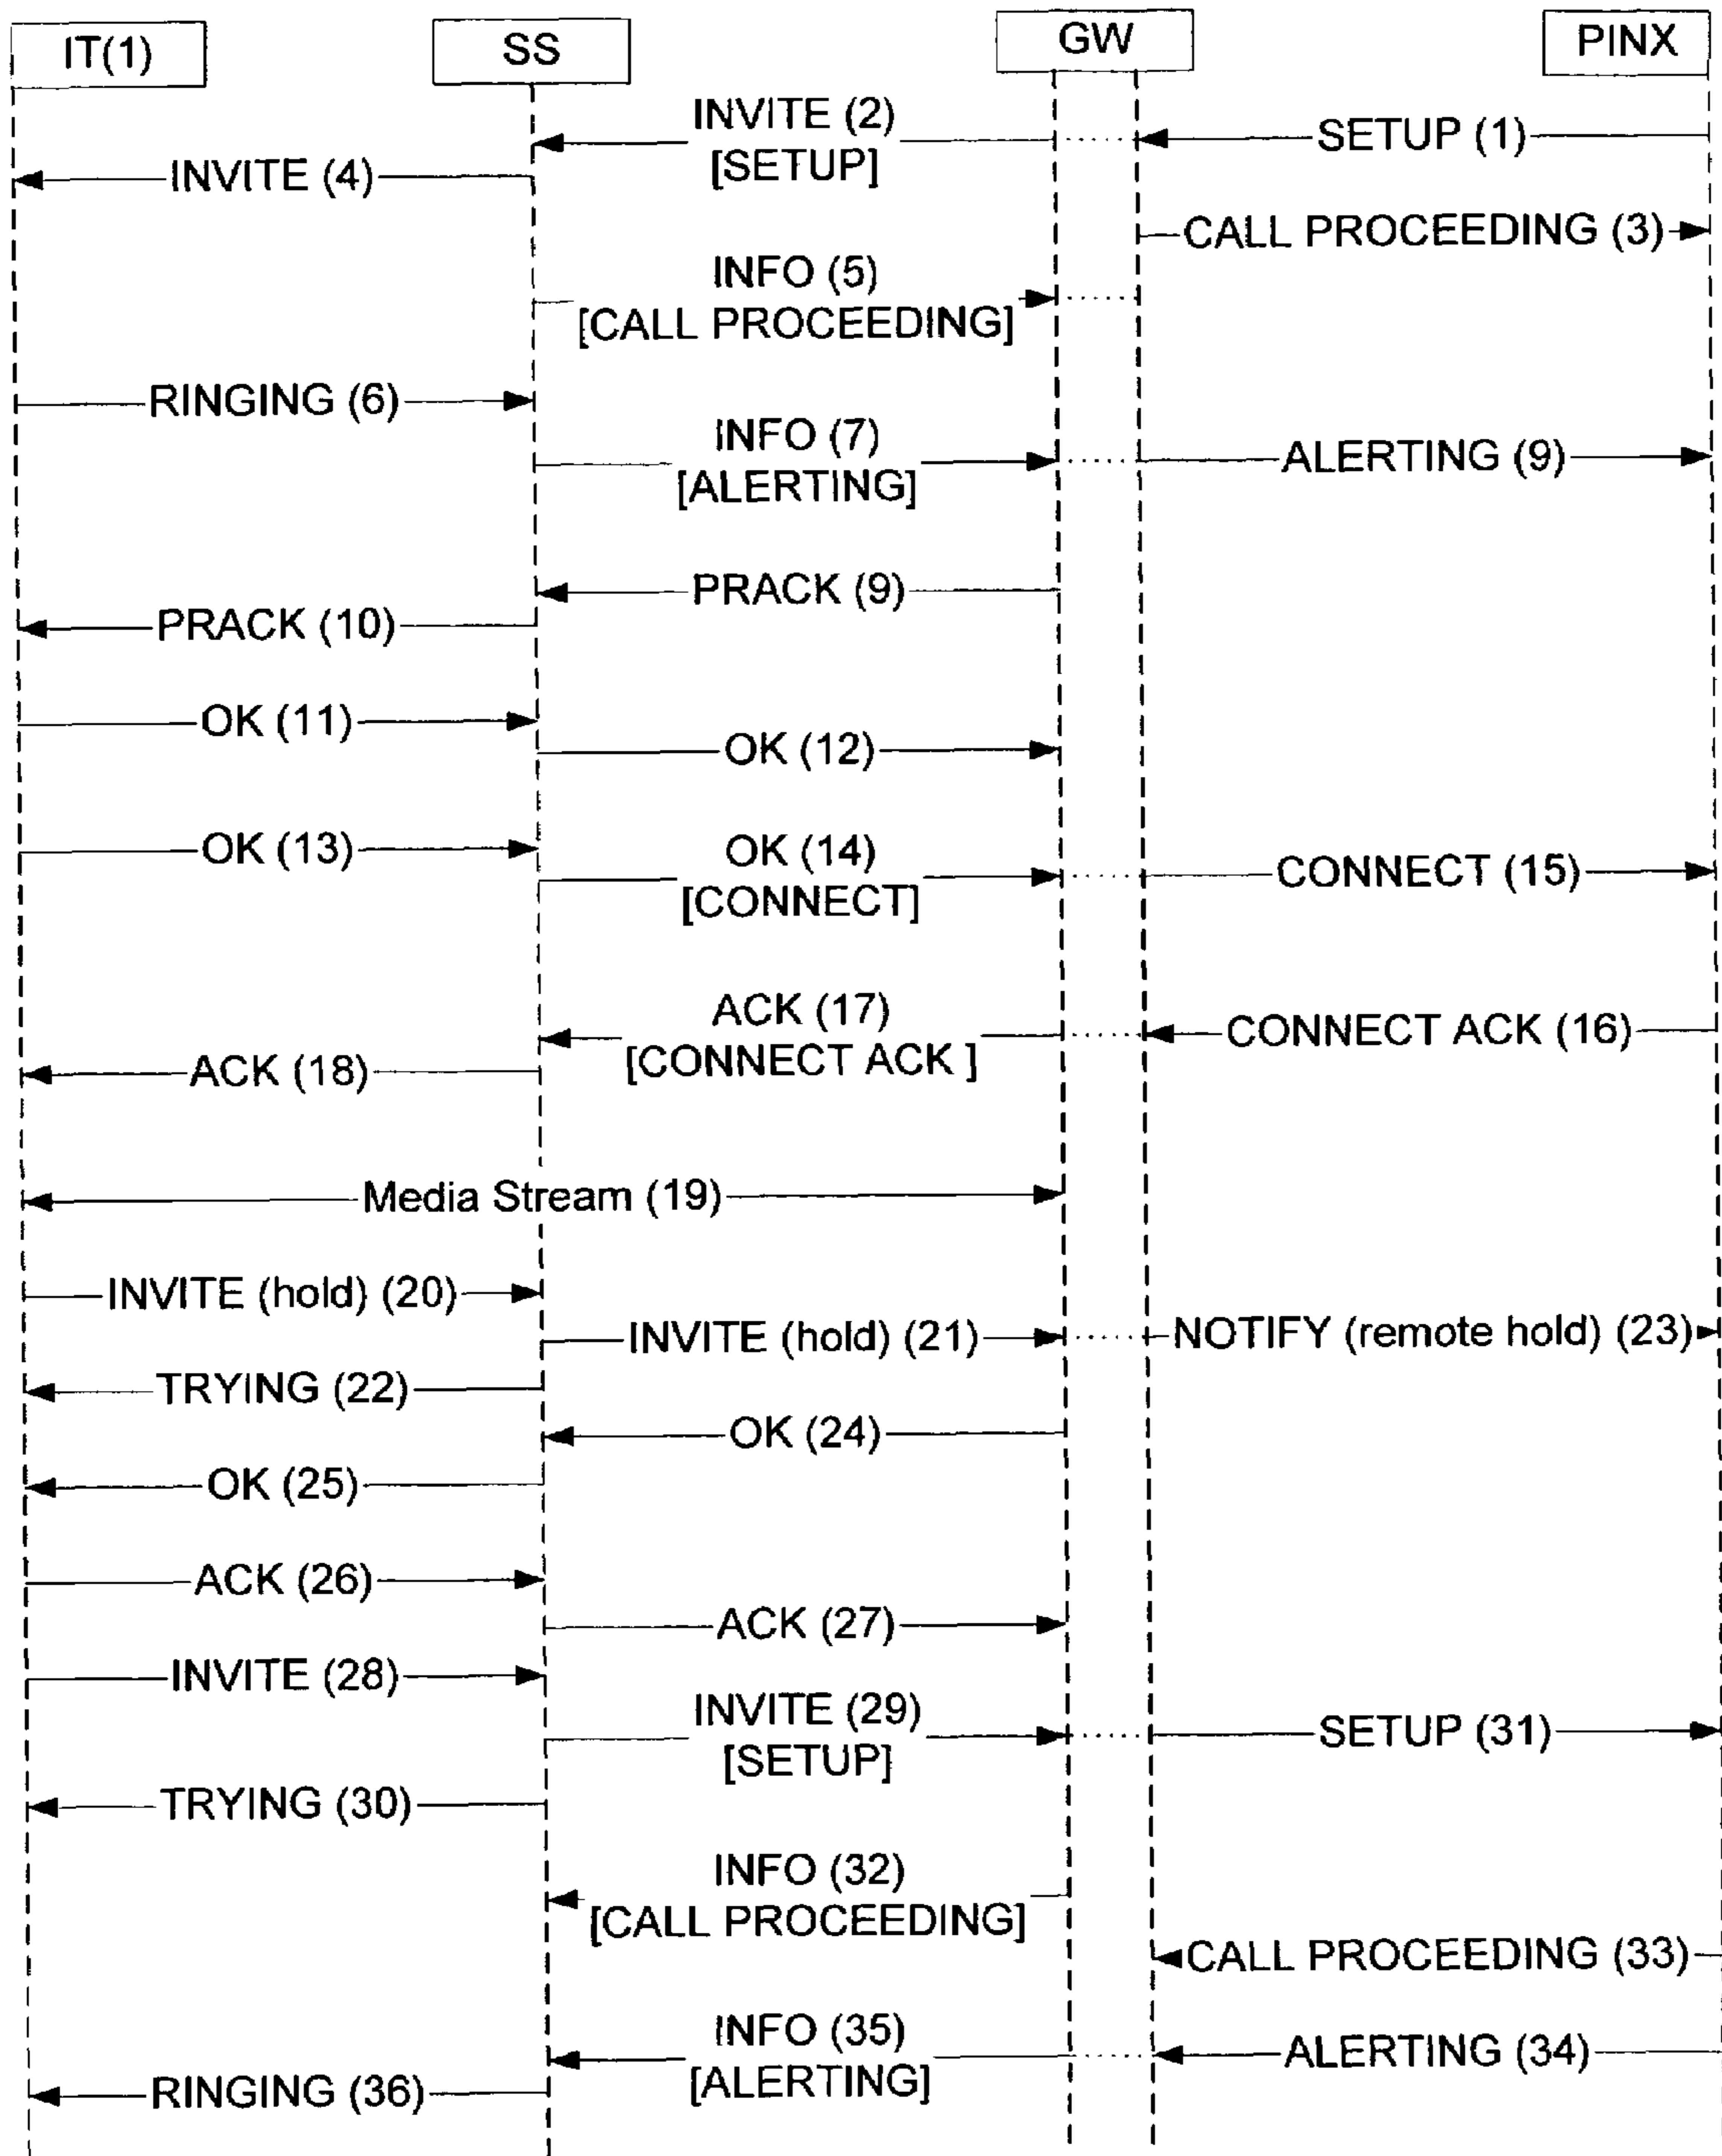 IT(1)
SS
GW
PINX
INVITE (2)
[SETUP]
SETUP (1)
INVITE (4)
CALL PROCEEDING (3)
INFO (5)
[CALL PROCEEDING]
RINGING (6)
INFO (7)
[ALERTING]
ALERTING (9)
PRACK (9)
PRACK (10)
OK (11)
OK (12)
OK (13)
OK (14)
[CONNECT]
CONNECT (15)
ACK (17)
[CONNECT ACK ]
CONNECT ACK (16)
ACK (18)
Media Stream (19)
INVITE (hold) (20)
INVITE (hold) (21)
NOTIFY (remote hold) (23)
TRYING (22)
OK (24)
OK (25)
ACK (26)
ACK (27)
INVITE (28)
INVITE (29)
[SETUP]
SETUP (31)
TRYING (30)
INFO (32)
[CALL PROCEEDING]
CALL PROCEEDING (33)
INFO (35)
[ALERTING]
ALERTING (34)
RINGING (36)